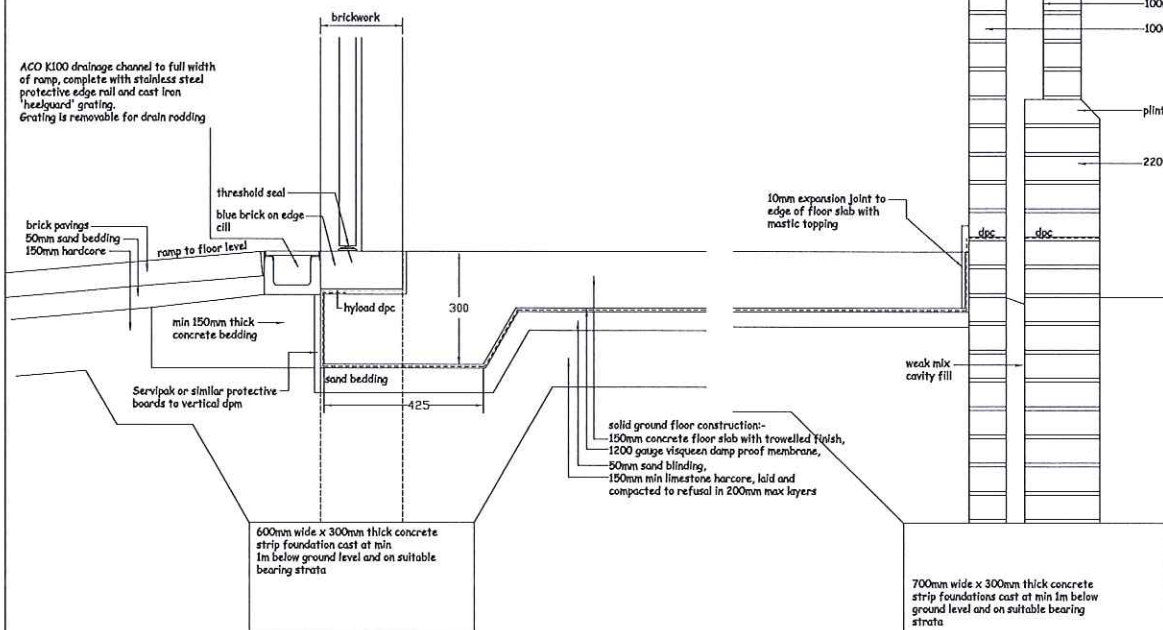 brickwork
100
100
ACO K100 drainage channel to full width
of ramp, complete with stainless steel
protective edge rail and cast iron
'heelguard' grating.
Grating is removable for drain rodding
plint
220
threshold seal
blue brick on edge
cill
10mm expansion joint to
edge of floor slab with
mastic topping
brick pavings
50mm sand bedding
150mm hardcore
ramp to floor level
dpc
dpc
hyload dpc
300
min 150mm thick
concrete bedding
weak mix
cavity fill
sand bedding
Servipak or similar protective
boards to vertical dpm
425
solid ground floor construction:-
150mm concrete floor slab with trowelled finish,
1200 gauge visqueen damp proof membrane,
50mm sand blinding,
150mm min limestone harcore, laid and
compacted to refusal in 200mm max layers
600mm wide x 300mm thick concrete
strip foundation cast at min
1m below ground level and on suitable
bearing strata
700mm wide x 300mm thick concrete
strip foundations cast at min 1m below
ground level and on suitable bearing
strata